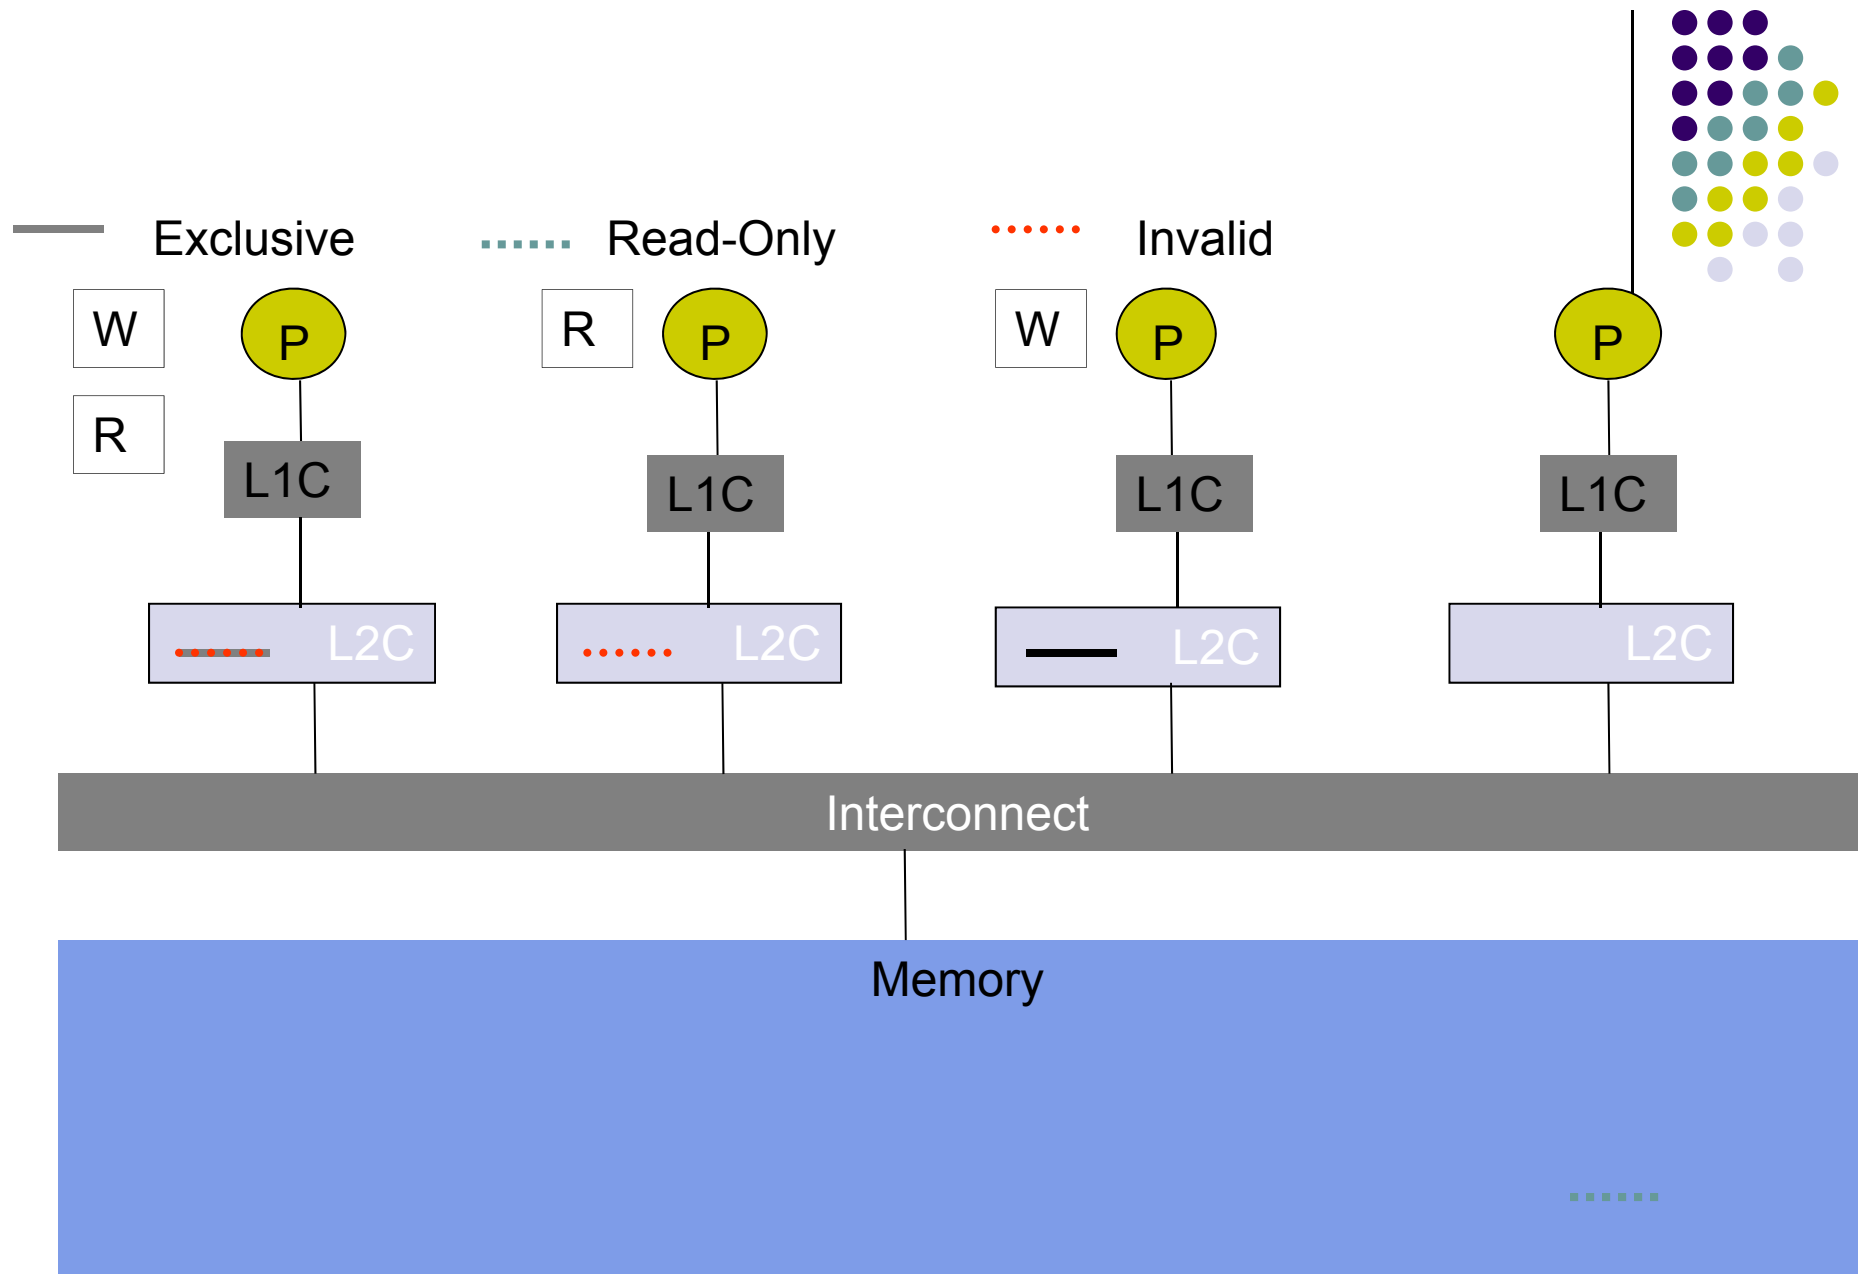 Exclusive
Read-Only
Invalid
W
P
R
P
W
P
P
R
L1C
L1C
L1C
L1C
L2C
L2C
L2C
L2C
Interconnect
Memory